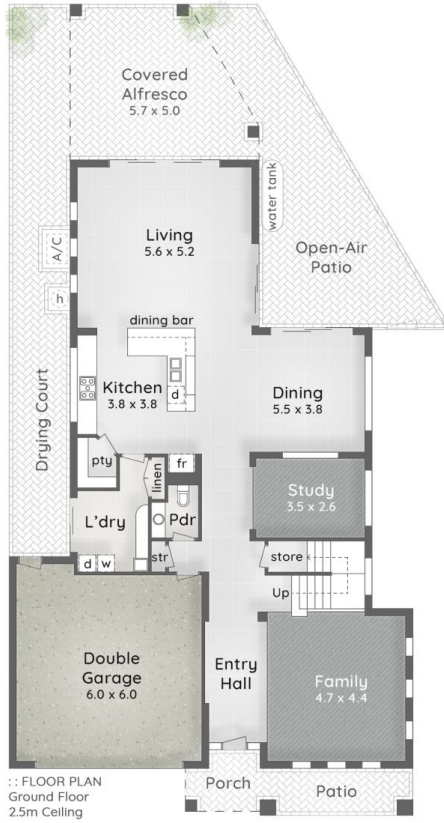 Covered
Alfresco
5.7 x 5.0
water tank
Open-Air
Patio
A/C
h
Living
5.6 x 5.2
dining bar
Kitchen
3.8 x 3.8
d
Dining
5.5 x 3.8
Drying Court
pty
linen
fr
Study
3.5 x 2.6
L'dry
Pdr
d w
str
store
Up
Double
Garage
6.0 x 6.0
Entry
Hall
Family
4.7 x 4.4
Porch
Patio
:: FLOOR PLAN
Ground Floor
2.5m Ceiling